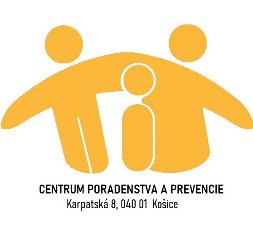 CENTRUM PORADENSTVA A PREVENCIE
Karpatská 8, 040 01 Košice